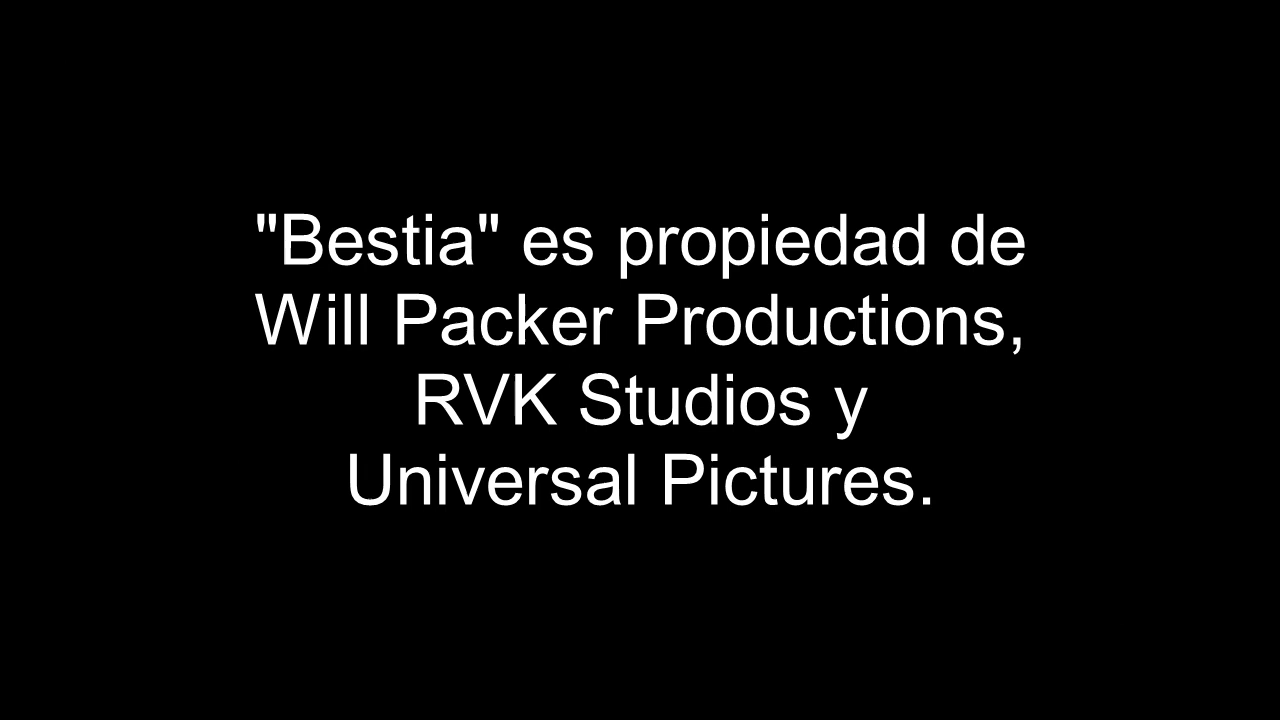 "Bestia" es propiedad de
Will Packer Productions,
RVK Studios y
Universal Pictures.